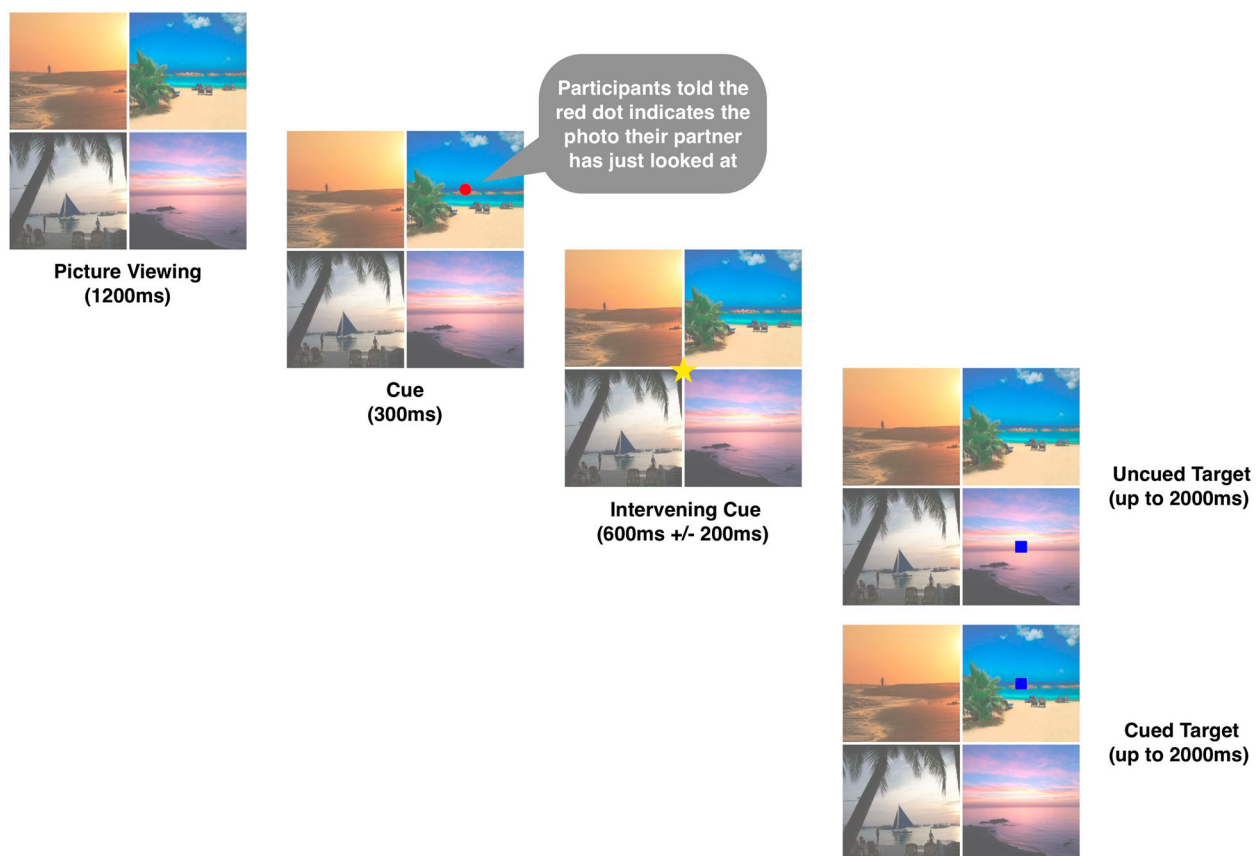 Participants told the
red dot indicates the
photo their partner
has just looked at
Picture Viewing
(1200ms)
Cue
(300ms)
Intervening Cue
(600ms +/- 200ms)
Uncued Target
(up to 2000ms)
Cued Target
(up to 2000ms)